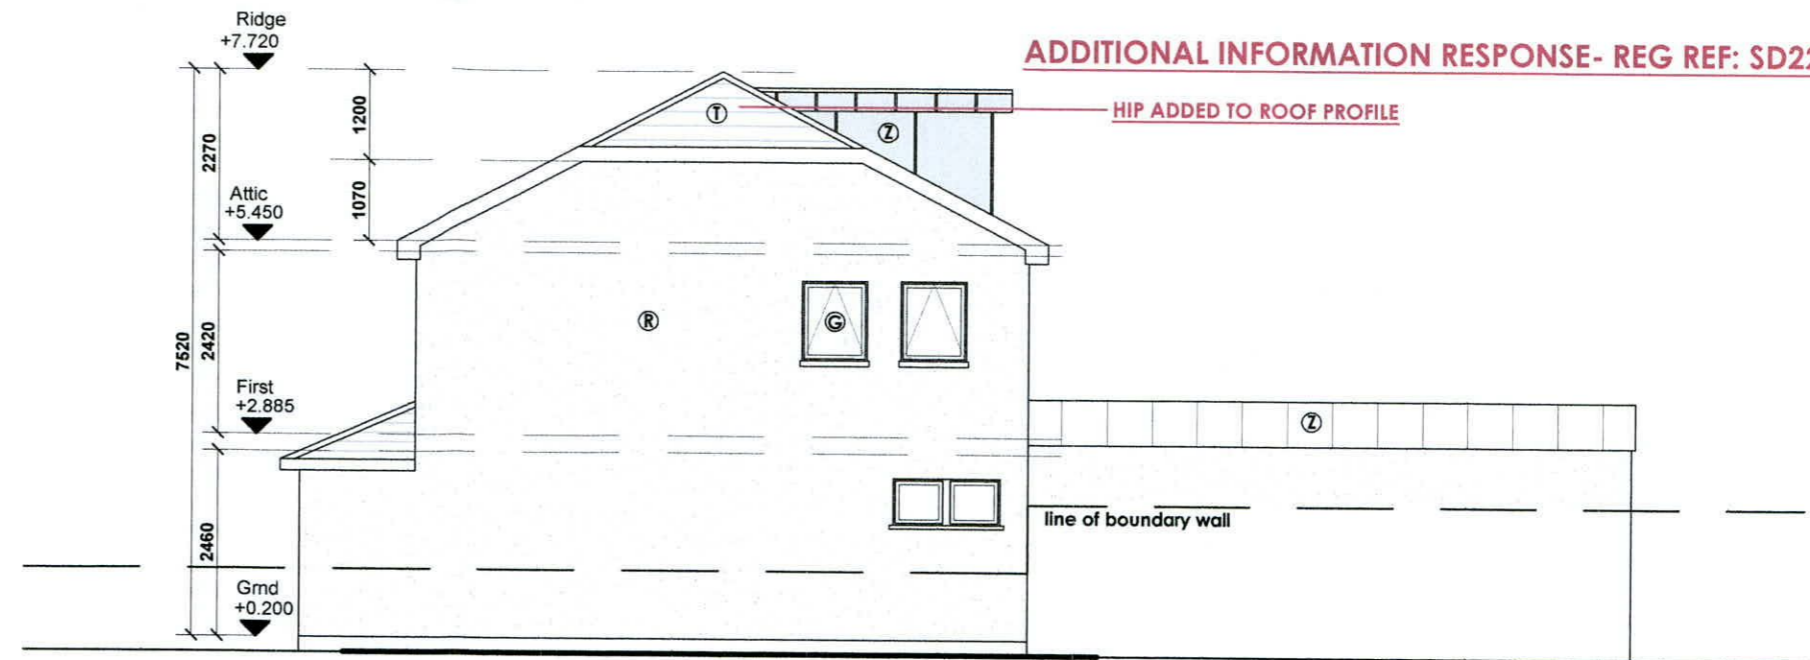 Ridge
+7.720
ADDITIONAL INFORMATION RESPONSE- REG REF: SD22
HIP ADDED TO ROOF PROFILE
T
Z
1200
2270
1070
Attic
+5.450
R
G
7520
2420
First
+2.885
Z
line of boundary wall
2460
Grnd
+0.200